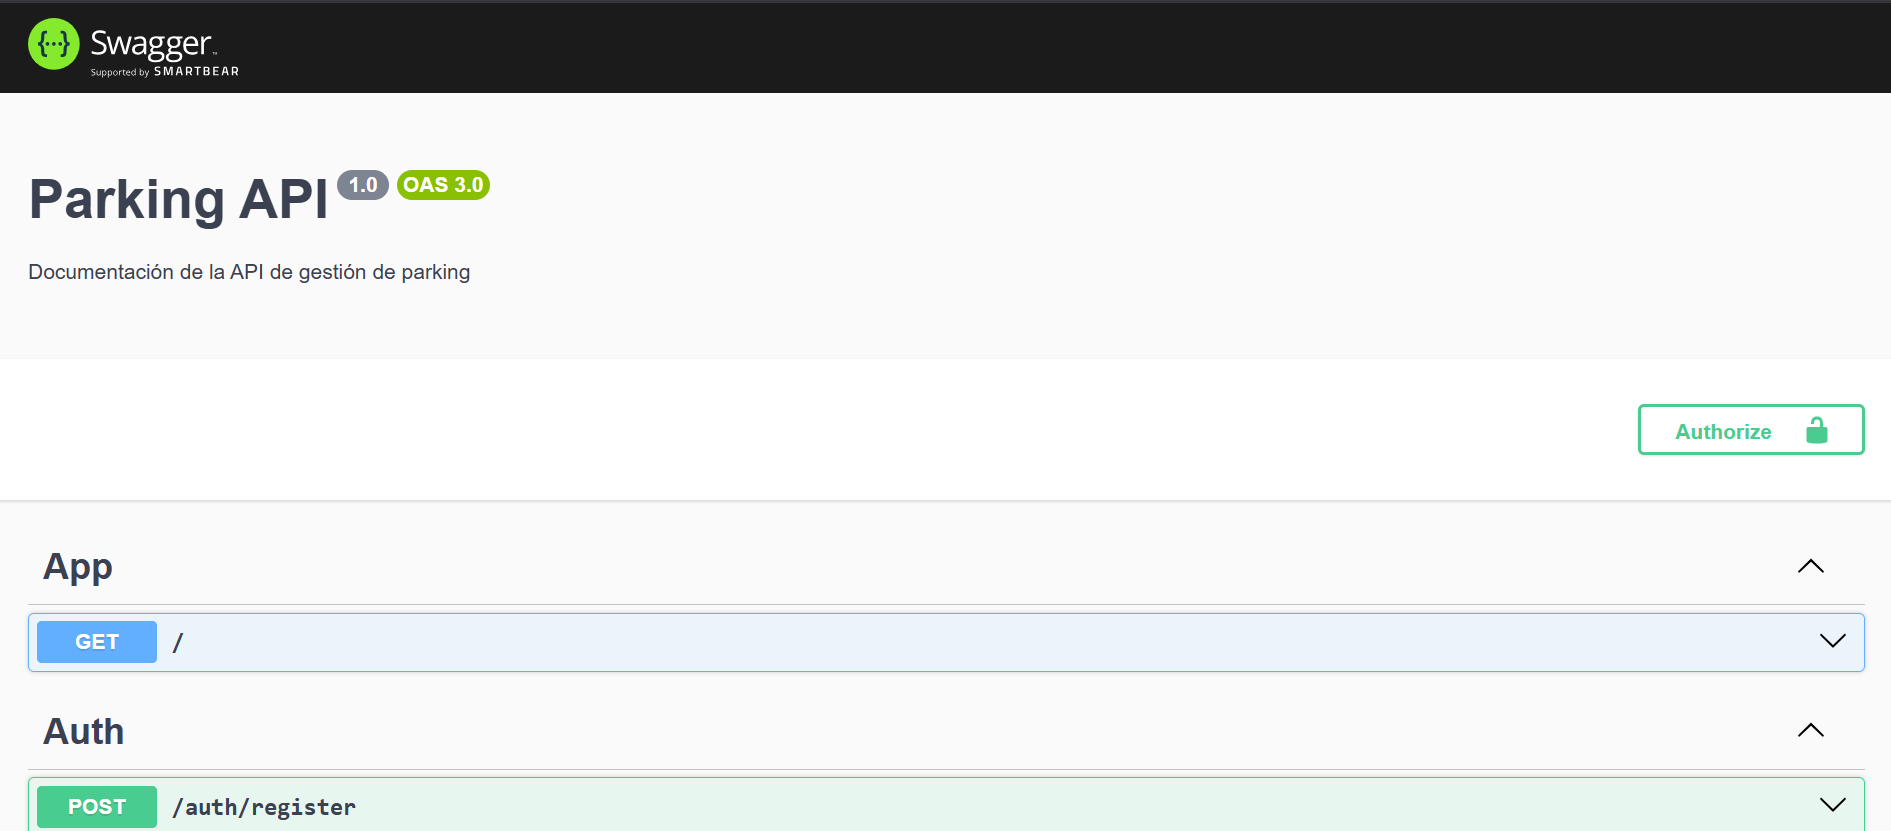 {···} Swagger™
Supported by SMARTBEAR
Parking API 1.0 OAS 3.0
Documentación de la API de gestión de parking
Authorize
App
GET /
Auth
POST /auth/register